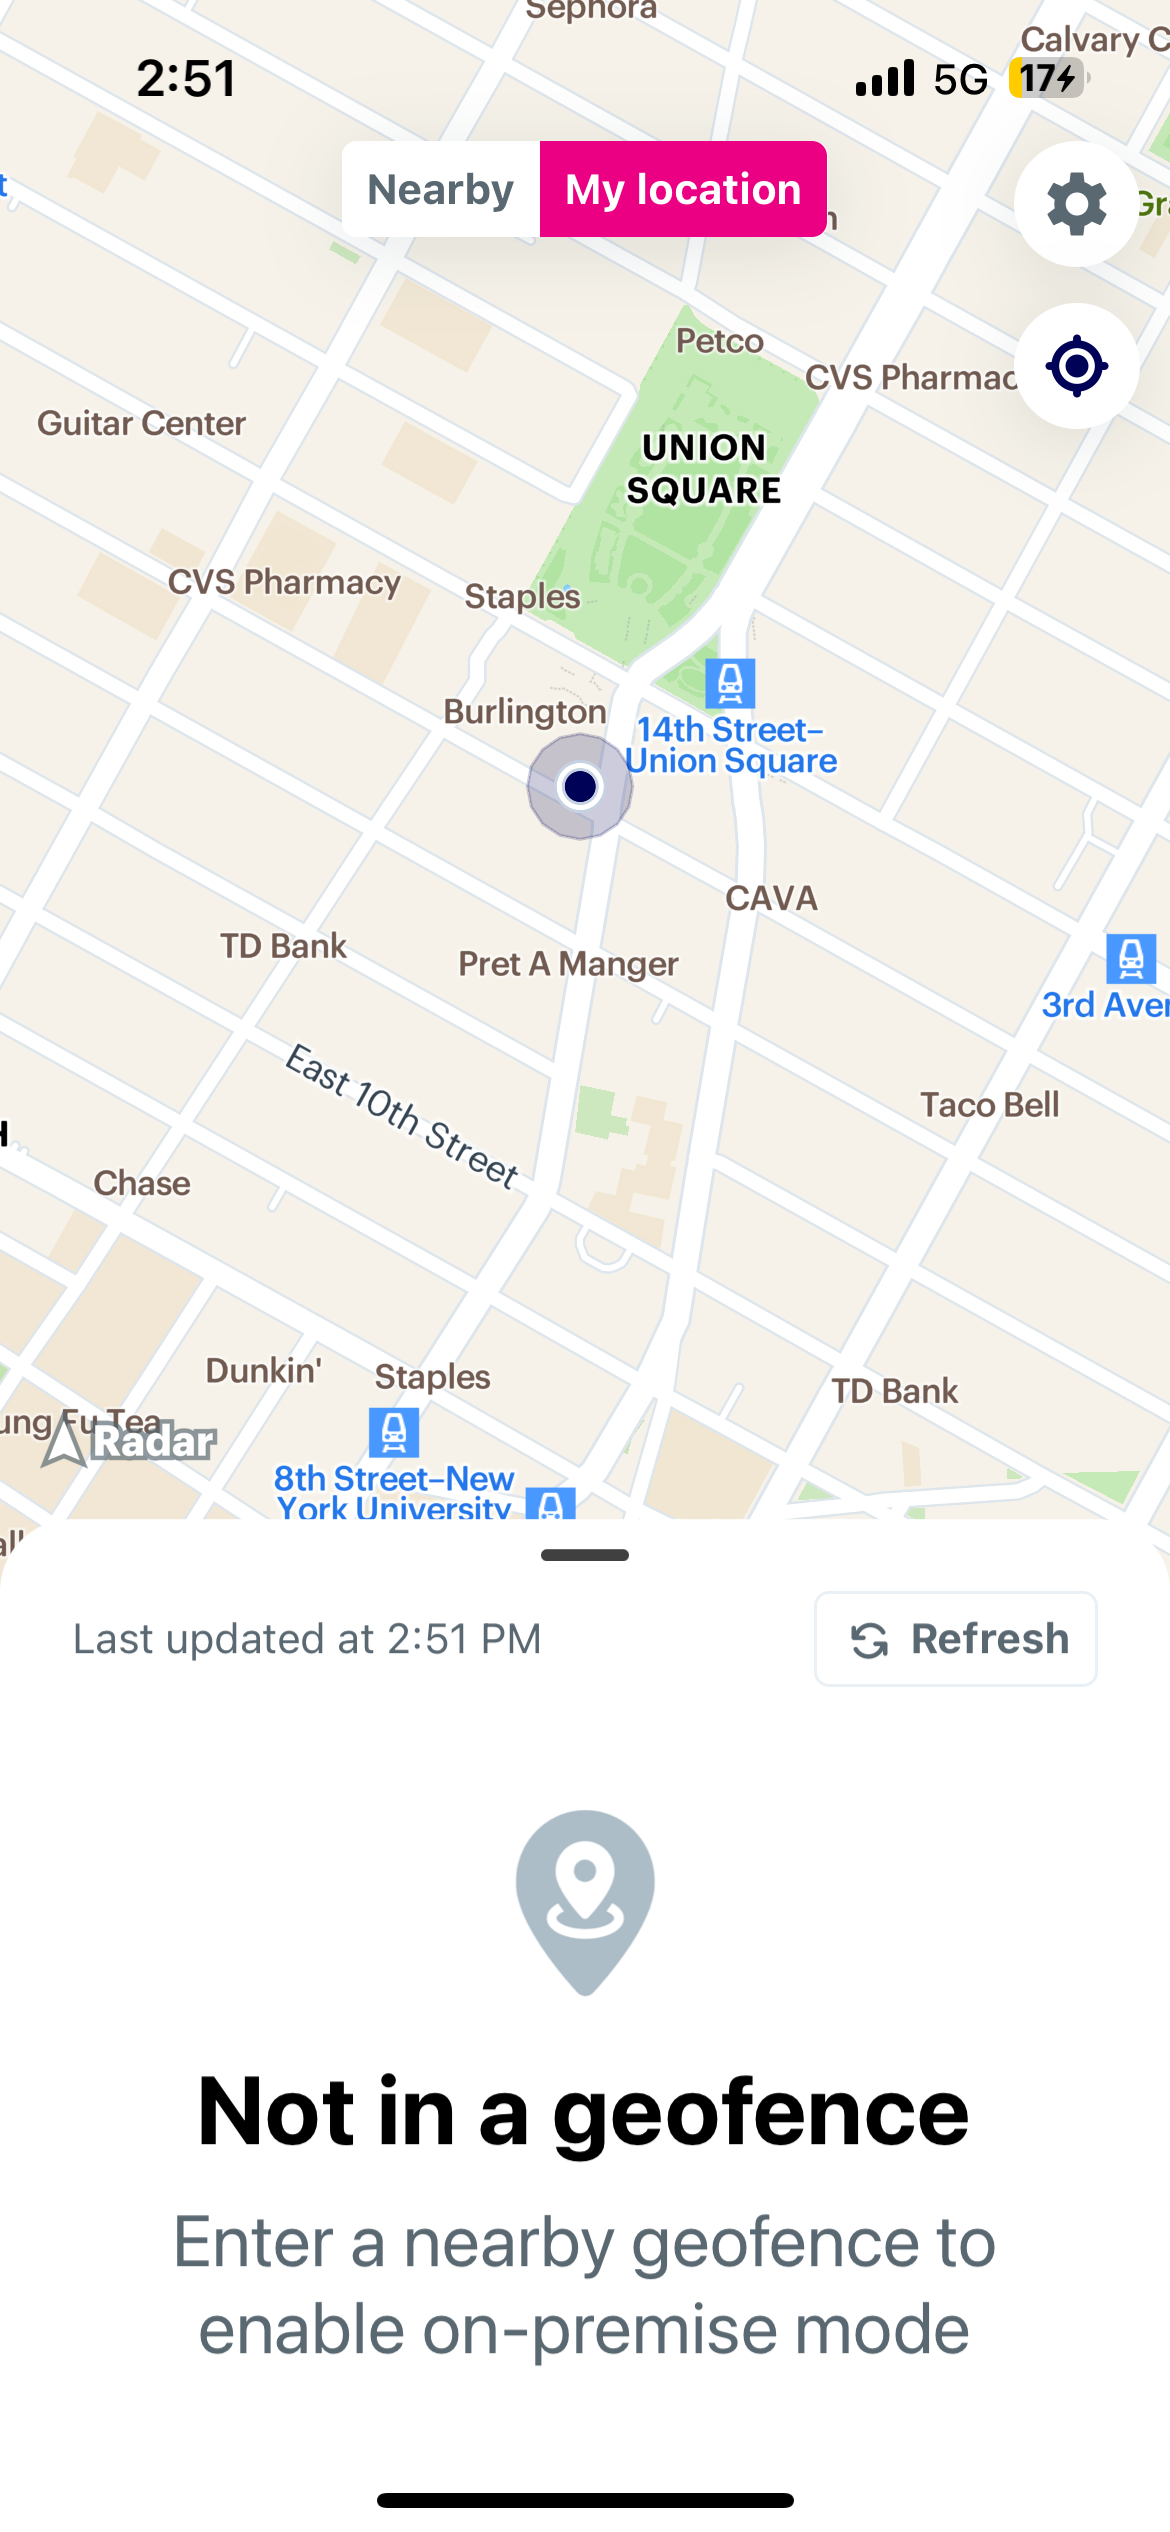 Sephora
Calvary C
2:51
5G
17
Nearby
My location
Gra
Petco
CVS Pharmac
Guitar Center
UNION
SQUARE
CVS Pharmacy
Staples
Burlington
14th Street–
Union Square
CAVA
TD Bank
Pret A Manger
3rd Aven
East 10th Street
Taco Bell
Chase
Dunkin'
Staples
TD Bank
ung Fu Tea
Radar
8th Street–New
York University
Last updated at 2:51 PM
Refresh
Not in a geofence
Enter a nearby geofence to
enable on-premise mode